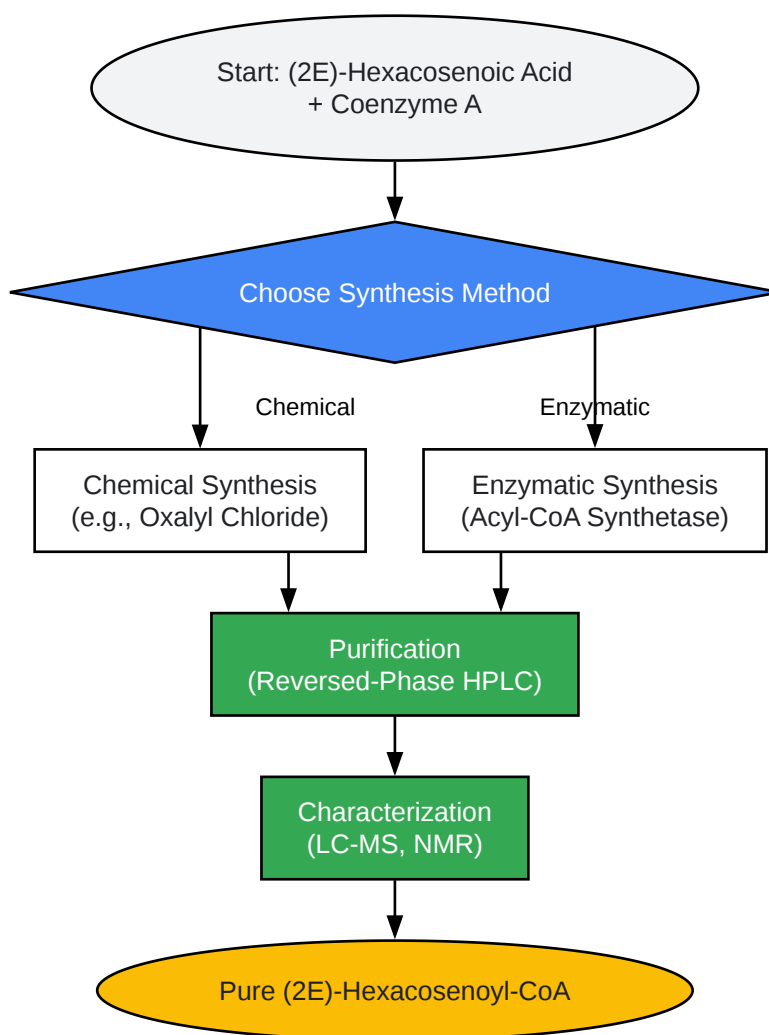 Start: (2E)-Hexacosenoic Acid
+ Coenzyme A
Choose Synthesis Method
Chemical
Enzymatic
Chemical Synthesis
(e.g., Oxalyl Chloride)
Enzymatic Synthesis
(Acyl-CoA Synthetase)
Purification
(Reversed-Phase HPLC)
Characterization
(LC-MS, NMR)
Pure (2E)-Hexacosenoyl-CoA